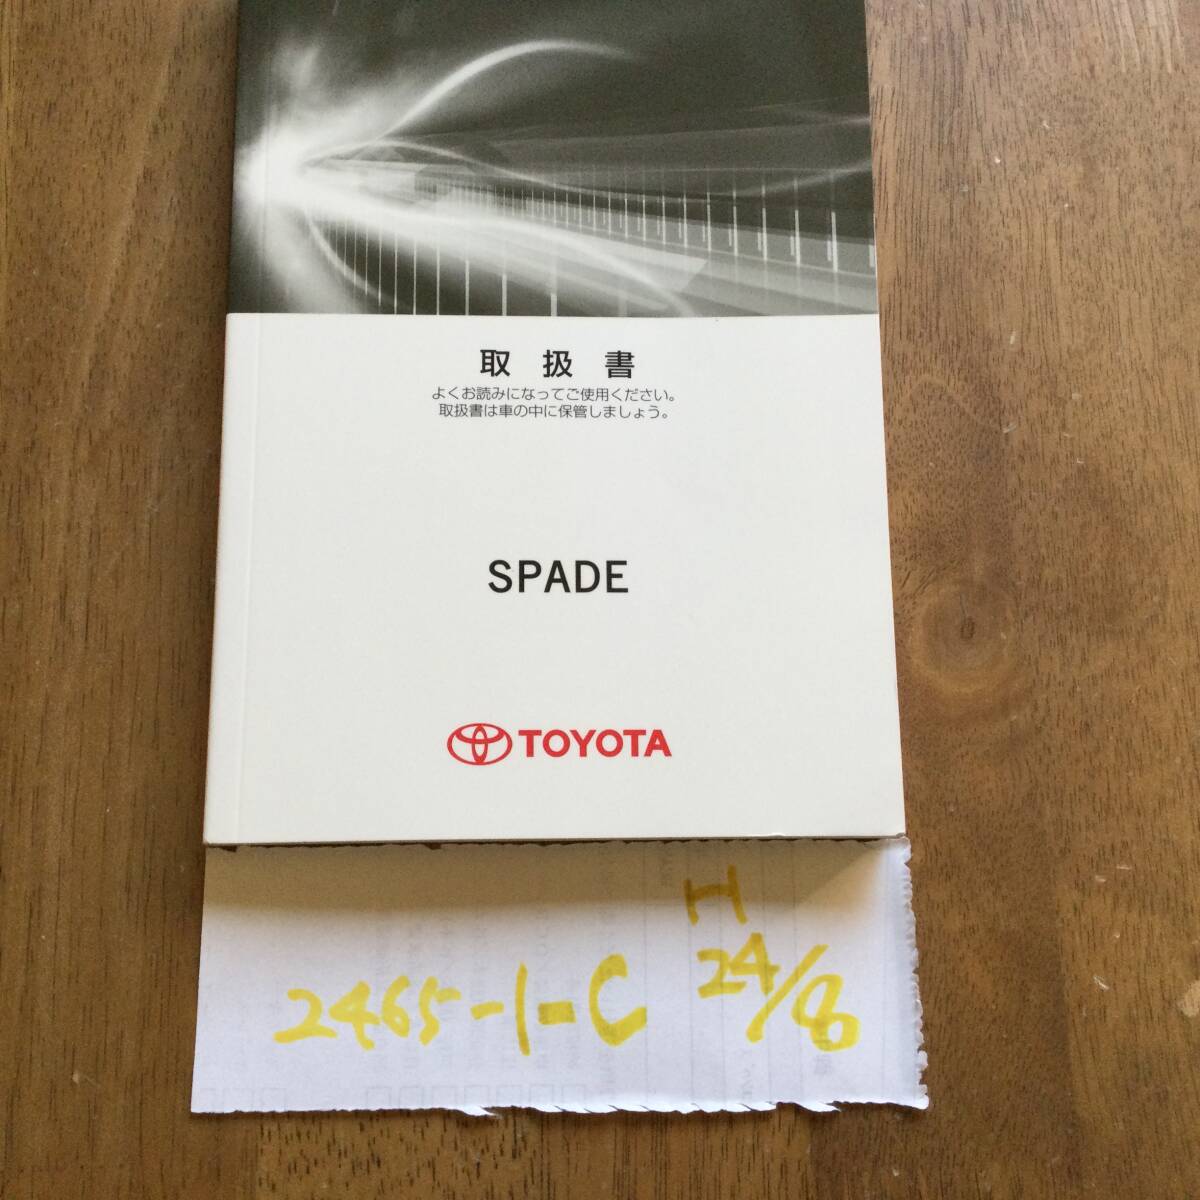 取扱書
よくお読みになってご使用ください。
取扱書は車の中に保管しましょう。
SPADE
TOYOTA
H
24/8
2465-1-C